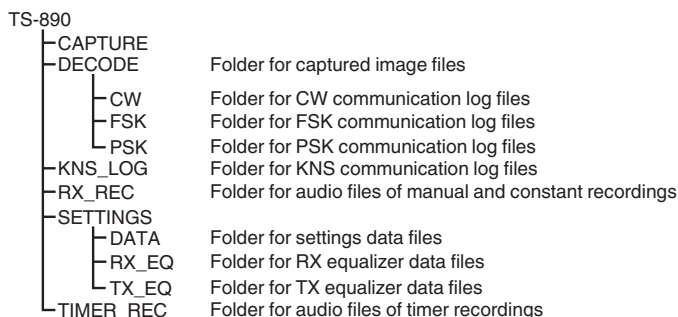 TS-890
CAPTURE
DECODE Folder for captured image files
CW Folder for CW communication log files
FSK Folder for FSK communication log files
PSK Folder for PSK communication log files
KNS_LOG Folder for KNS communication log files
RX_REC Folder for audio files of manual and constant recordings
SETTINGS
DATA Folder for settings data files
RX_EQ Folder for RX equalizer data files
TX_EQ Folder for TX equalizer data files
TIMER_REC Folder for audio files of timer recordings